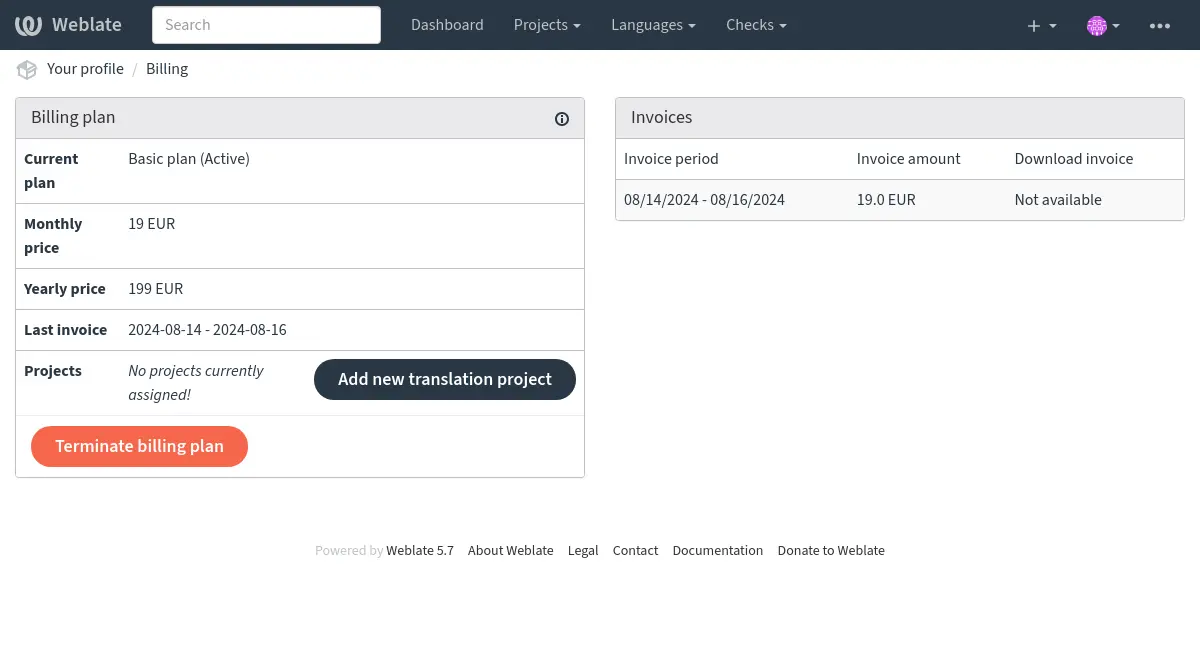 Weblate
Search
Dashboard
Projects
Languages
Checks
Your profile / Billing
Billing plan
Current plan
Basic plan (Active)
Monthly price
19 EUR
Yearly price
199 EUR
Last invoice
2024-08-14 - 2024-08-16
Projects
No projects currently
assigned!
Add new translation project
Terminate billing plan
Invoices
Invoice period
Invoice amount
Download invoice
08/14/2024 - 08/16/2024
19.0 EUR
Not available
Powered by Weblate 5.7
About Weblate
Legal
Contact
Documentation
Donate to Weblate